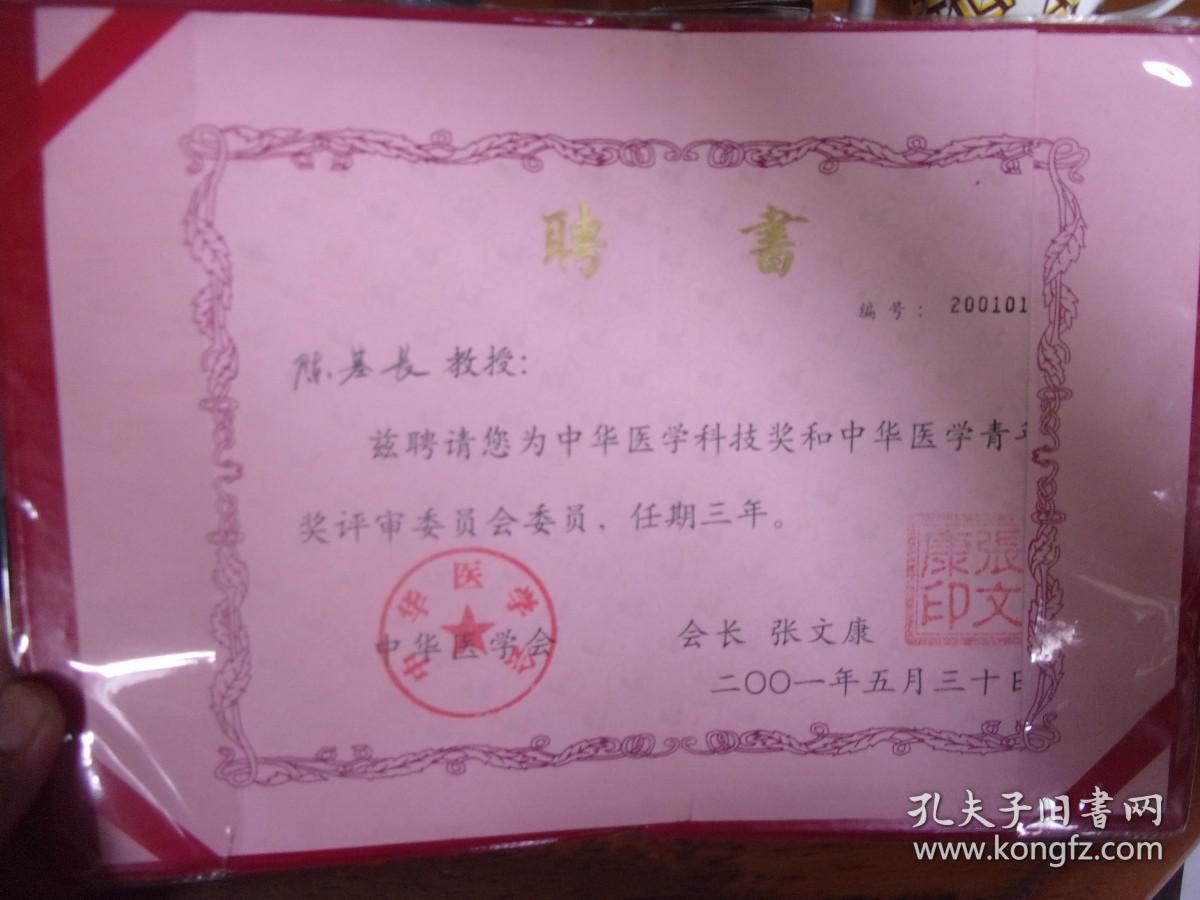 聘書
编号：200101
陈基长 教授：
兹聘请您为中华医学科技奖和中华医学青
奖评审委员会委员，任期三年。
中华医学会
中华医学会
会长 张文康
張文康印
二〇〇一年五月三十日
孔夫子旧书网
www.kongfz.com